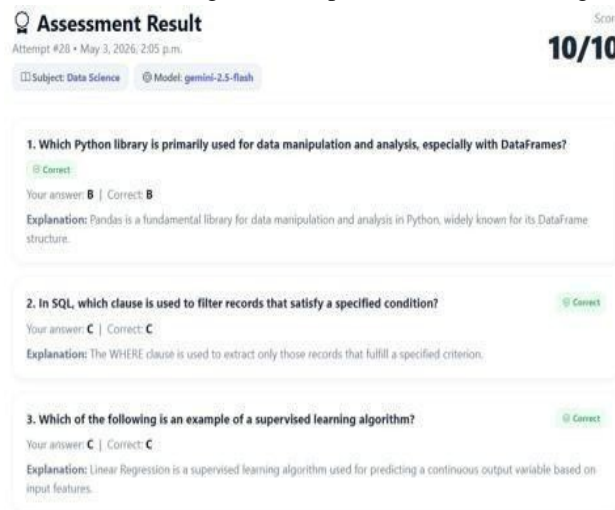 Assessment Result
Scor
Attempt #28 • May 3, 2026, 2:05 p.m.
10/10
Subject: Data Science Model: gemini-2.5-flash
1. Which Python library is primarily used for data manipulation and analysis, especially with DataFrames?
Correct
Your answer: B | Correct: B
Explanation: Pandas is a fundamental library for data manipulation and analysis in Python, widely known for its DataFrame
structure.
2. In SQL, which clause is used to filter records that satisfy a specified condition?
Correct
Your answer: C | Correct: C
Explanation: The WHERE clause is used to extract only those records that fulfill a specified criterion.
3. Which of the following is an example of a supervised learning algorithm?
Correct
Your answer: C | Correct: C
Explanation: Linear Regression is a supervised learning algorithm used for predicting a continuous output variable based on
input features.